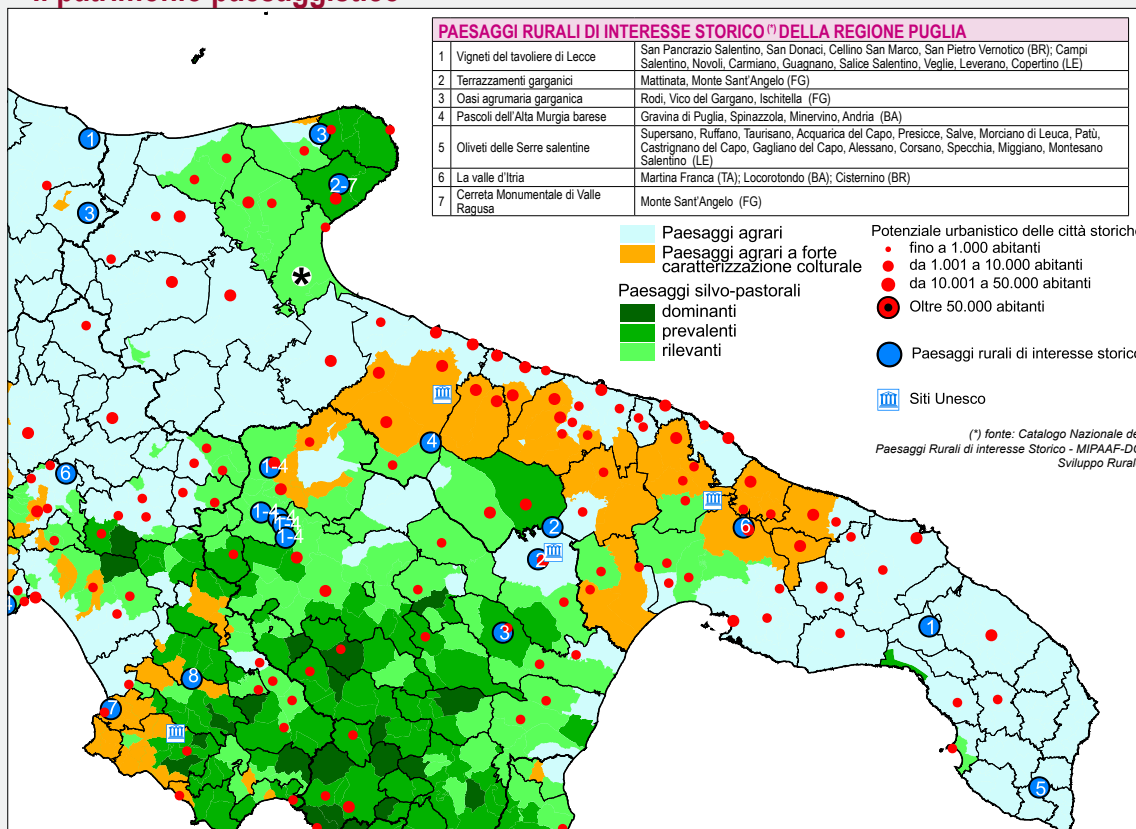 Il patrimonio paesaggistico
PAESAGGI RURALI DI INTERESSE STORICO (*) DELLA REGIONE PUGLIA
1 Vigneti del tavoliere di Lecce San Pancrazio Salentino, San Donaci, Cellino San Marco, San Pietro Vernotico (BR); Campi
Salentino, Novoli, Carmiano, Guagnano, Salice Salentino, Veglie, Leverano, Copertino (LE)
2 Terrazzamenti garganici Mattinata, Monte Sant'Angelo (FG)
3 Oasi agrumaria garganica Rodi, Vico del Gargano, Ischitella (FG)
4 Pascoli dell'Alta Murgia barese Gravina di Puglia, Spinazzola, Minervino, Andria (BA)
5 Oliveti delle Serre salentine Supersano, Ruffano, Taurisano, Acquarica del Capo, Presicce, Salve, Morciano di Leuca, Patù,
Castrignano del Capo, Gagliano del Capo, Alessano, Corsano, Specchia, Miggiano, Montesano
Salentino (LE)
6 La valle d'Itria Martina Franca (TA); Locorotondo (BA); Cisternino (BR)
7 Cerreta Monumentale di Valle
Ragusa Monte Sant'Angelo (FG)
Paesaggi agrari
Paesaggi agrari a forte
caratterizzazione colturale
Paesaggi silvo-pastorali
dominanti
prevalenti
rilevanti
Potenziale urbanistico delle città storiche
fino a 1.000 abitanti
da 1.001 a 10.000 abitanti
da 10.001 a 50.000 abitanti
Oltre 50.000 abitanti
Paesaggi rurali di interesse storico
Siti Unesco
(*) fonte: Catalogo Nazionale de
Paesaggi Rurali di interesse Storico - MIPAAF-DG
Sviluppo Rural
1
3
2-7
3
*
4
6
1-4
1-4
1-4
1-4
2
6
2
1
3
8
7
5